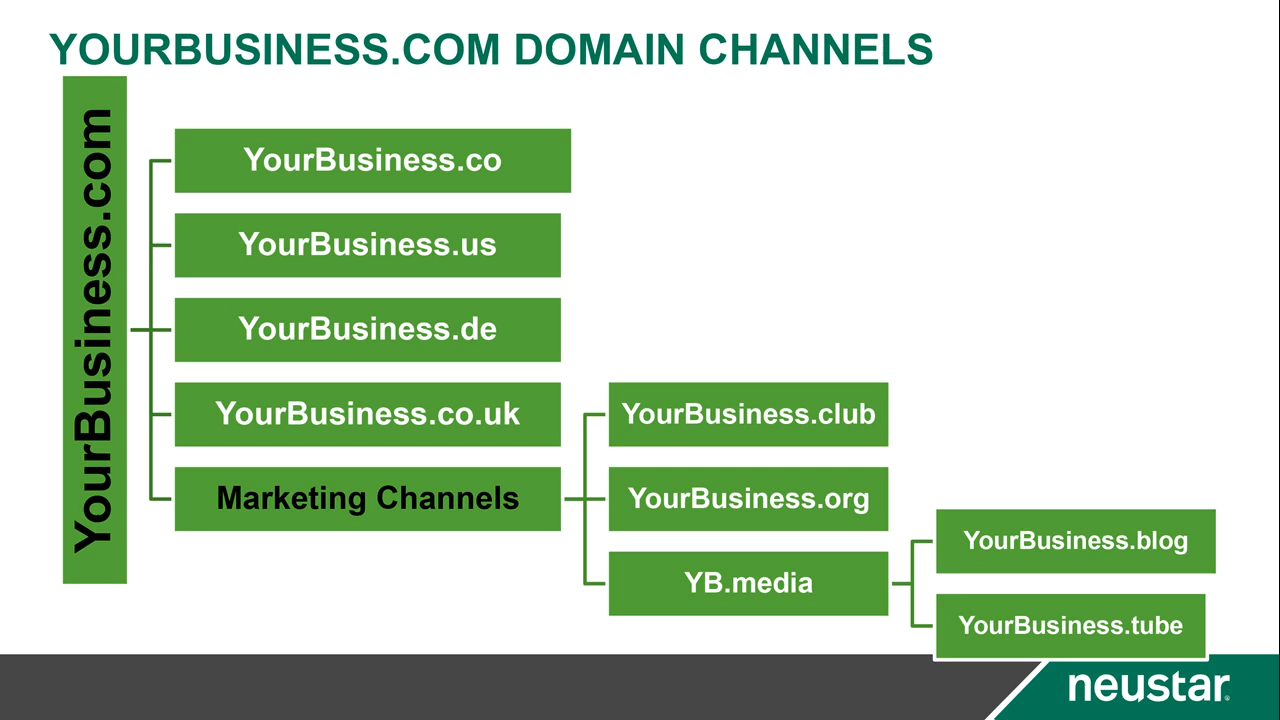 YOURBUSINESS.COM DOMAIN CHANNELS
YourBusiness.com
YourBusiness.co
YourBusiness.us
YourBusiness.de
YourBusiness.co.uk
Marketing Channels
YourBusiness.club
YourBusiness.org
YB.media
YourBusiness.blog
YourBusiness.tube
neustar®